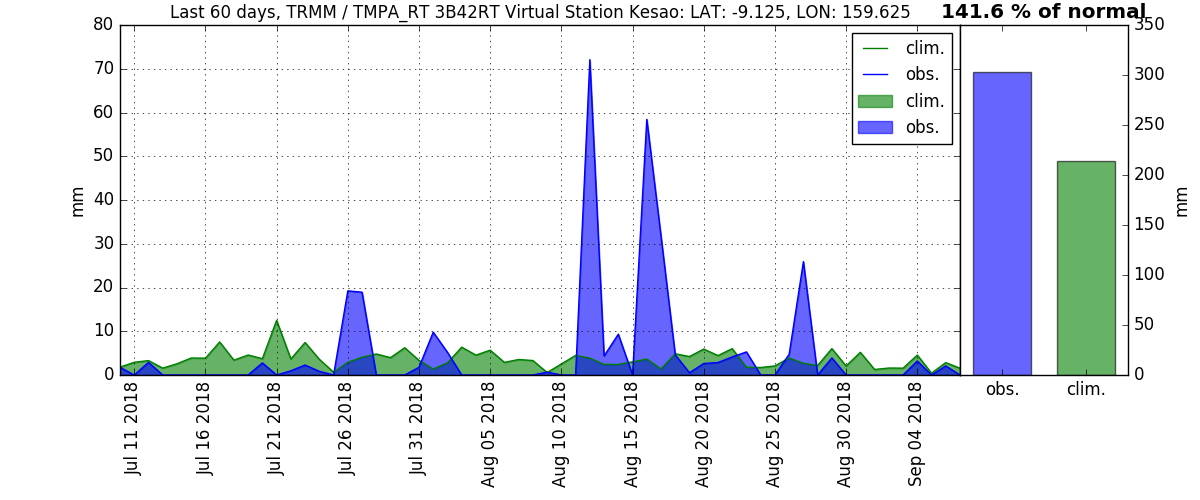 Last 60 days, TRMM / TMPA_RT 3B42RT Virtual Station Kesao: LAT: -9.125, LON: 159.625
141.6 % of normal
80
70
60
50
40
30
20
10
0
mm
clim.
obs.
clim.
obs.
350
300
250
200
150
100
50
0
mm
Jul 11 2018
Jul 16 2018
Jul 21 2018
Jul 26 2018
Jul 31 2018
Aug 05 2018
Aug 10 2018
Aug 15 2018
Aug 20 2018
Aug 25 2018
Aug 30 2018
Sep 04 2018
obs.
clim.